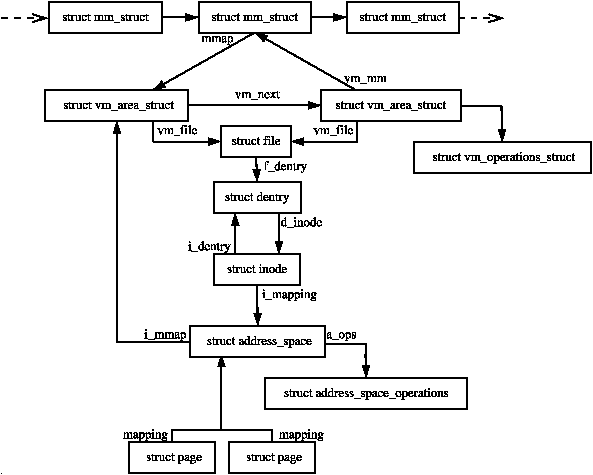 struct mm_struct
struct mm_struct
struct mm_struct
mmap
vm_mm
struct vm_area_struct
vm_next
struct vm_area_struct
vm_file
struct file
vm_file
struct vm_operations_struct
f_dentry
struct dentry
d_inode
i_dentry
struct inode
i_mapping
i_mmap
struct address_space
a_ops
struct address_space_operations
mapping
mapping
struct page
struct page